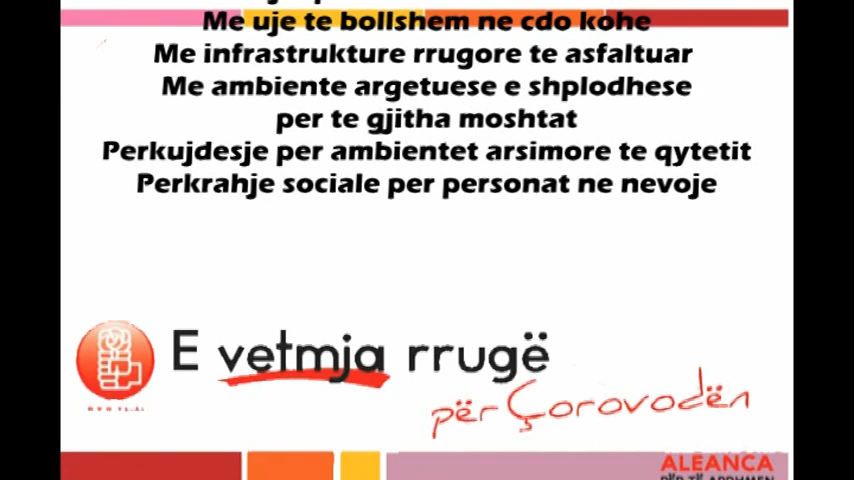 Me uje te bollshem ne cdo kohe
Me infrastrukture rrugore te asfaltuar
Me ambiente argetuese e shplodhese
per te gjitha moshtat
Perkujdesje per ambientet arsimore te qytetit
Perkrahje sociale per personat ne nevoje
E vetmja rrugë
për Çorovodën
ALEANCA